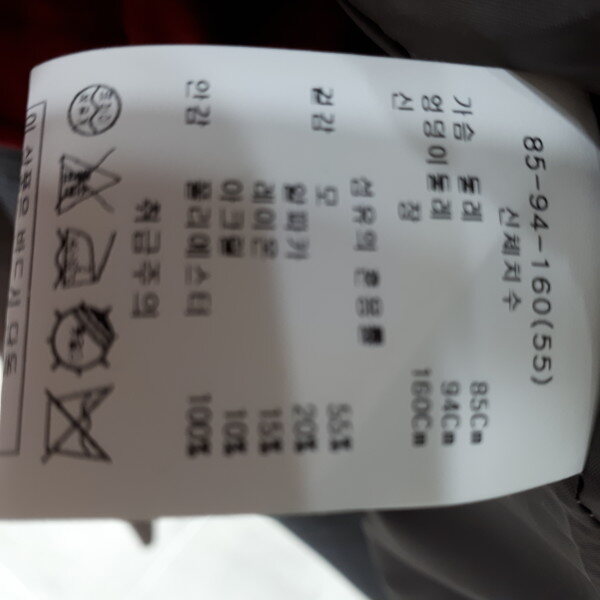 85-94-160(55)
신체치수
가슴 둘레 85Cm
엉덩이둘레 94Cm
신 장 160Cm
섬유의 혼용률
겉감 모 55%
알파카 20%
레이온 15%
아크릴 10%
안감 폴리에스터 100%
취급주의